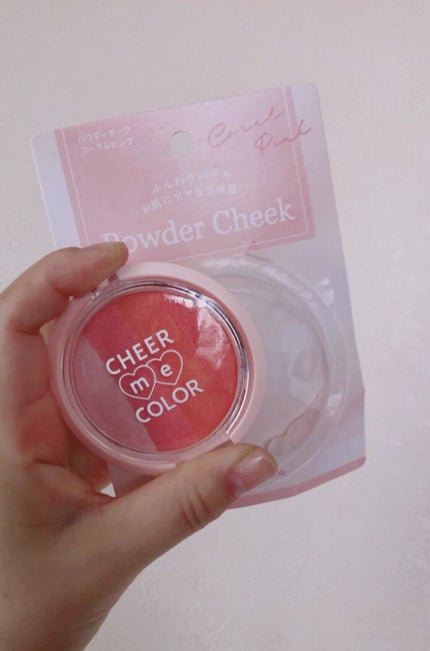 パウダーチーク
コーラルピンク
Coral
Pink
ふんわりパール
お肌にツヤ&立体感♡
Powder Cheek
CHEER
me
COLOR